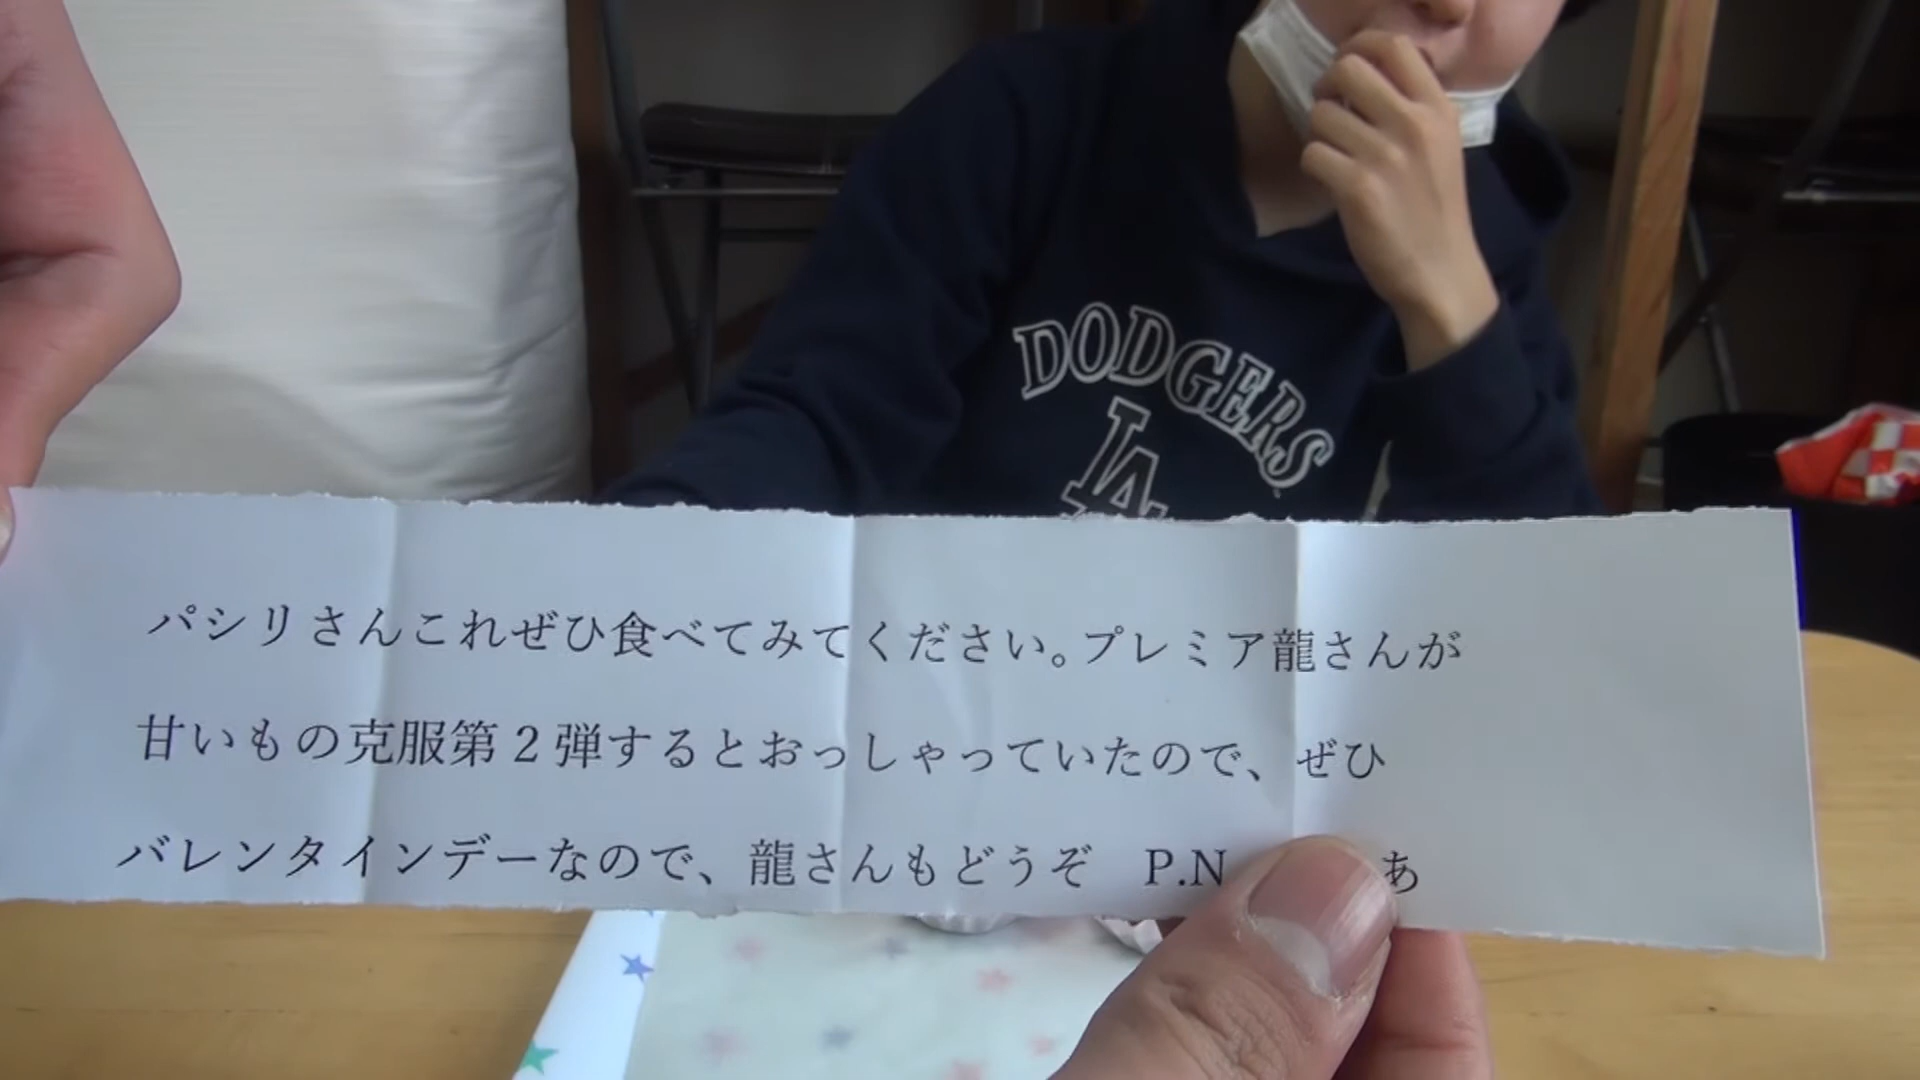 DODGERS
LA
パシリさんこれぜひ食べてみてください。プレミア龍さんが
甘いもの克服第2弾するとおっしゃっていたので、ぜひ
バレンタインデーなので、龍さんもどうぞ P.N あ